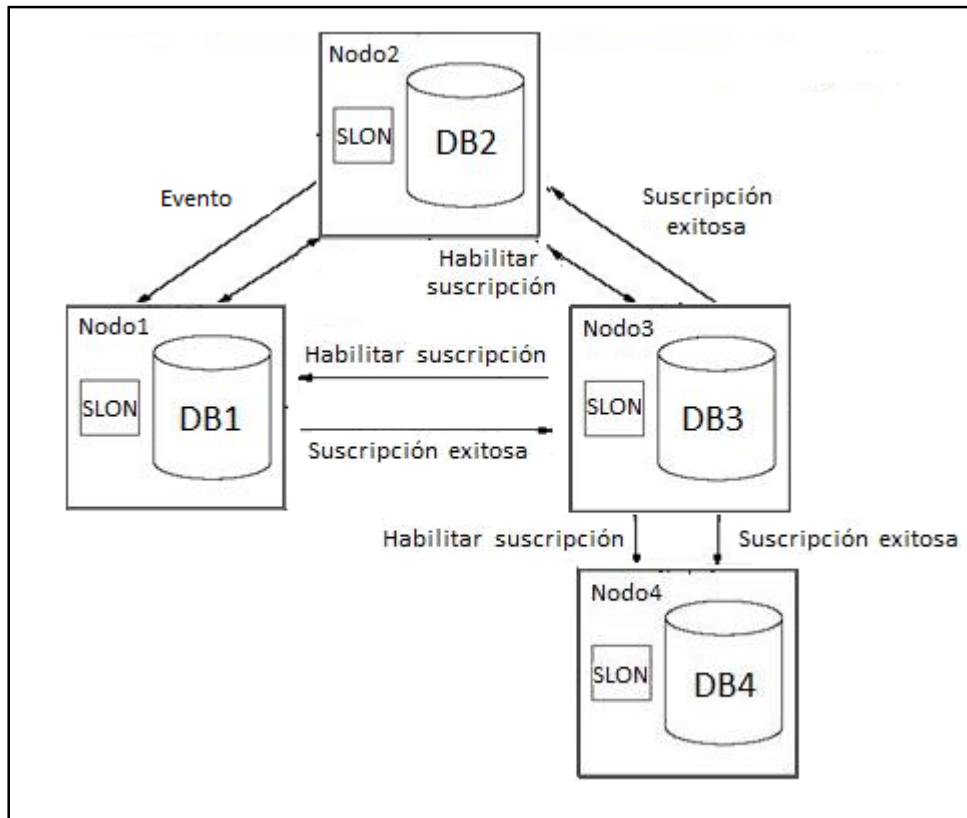 Nodo2
SLON
DB2
Evento
Suscripción
exitosa
Habilitar
suscripción
Nodo1
SLON
DB1
Habilitar suscripción
Suscripción exitosa
Nodo3
SLON
DB3
Habilitar suscripción
Suscripción exitosa
Nodo4
SLON
DB4